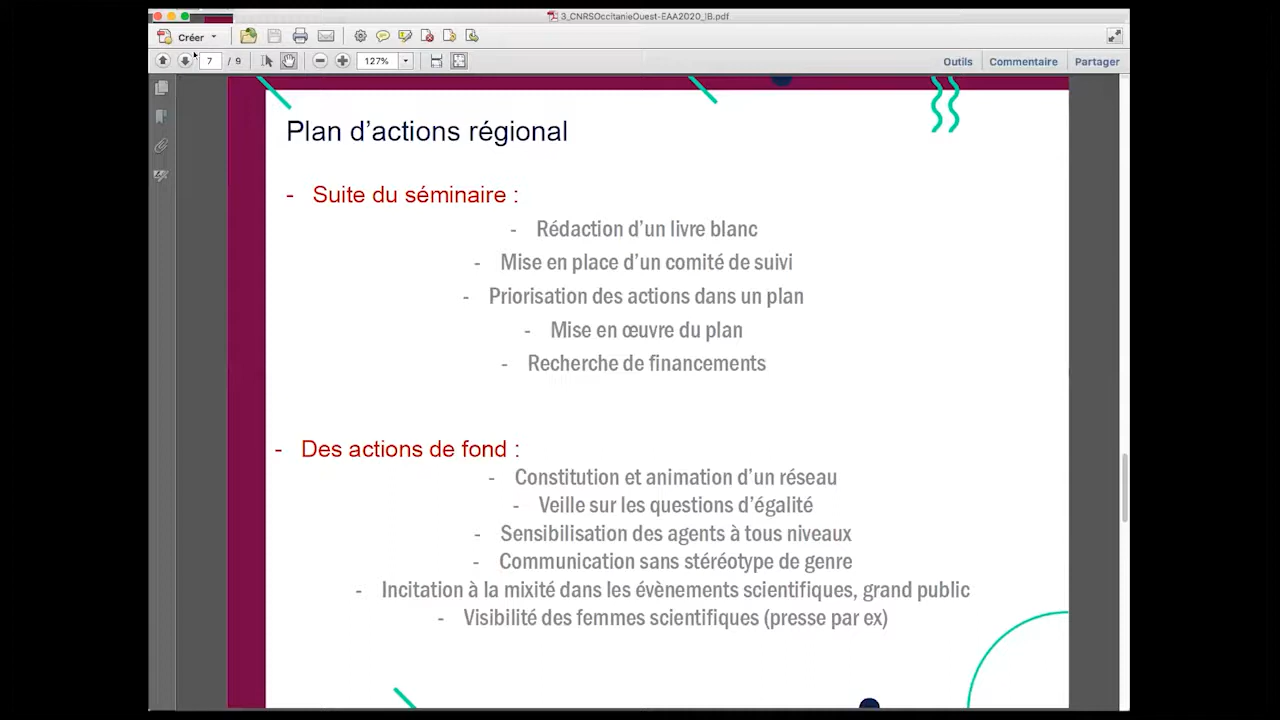 3_CNRSOccitanieOuest-EAA2020_IB.pdf
Créer
7 / 9
127%
Outils
Commentaire
Partager
Plan d’actions régional
- Suite du séminaire :
- Rédaction d’un livre blanc
- Mise en place d’un comité de suivi
- Priorisation des actions dans un plan
- Mise en œuvre du plan
- Recherche de financements
- Des actions de fond :
- Constitution et animation d’un réseau
- Veille sur les questions d’égalité
- Sensibilisation des agents à tous niveaux
- Communication sans stéréotype de genre
- Incitation à la mixité dans les évènements scientifiques, grand public
- Visibilité des femmes scientifiques (presse par ex)